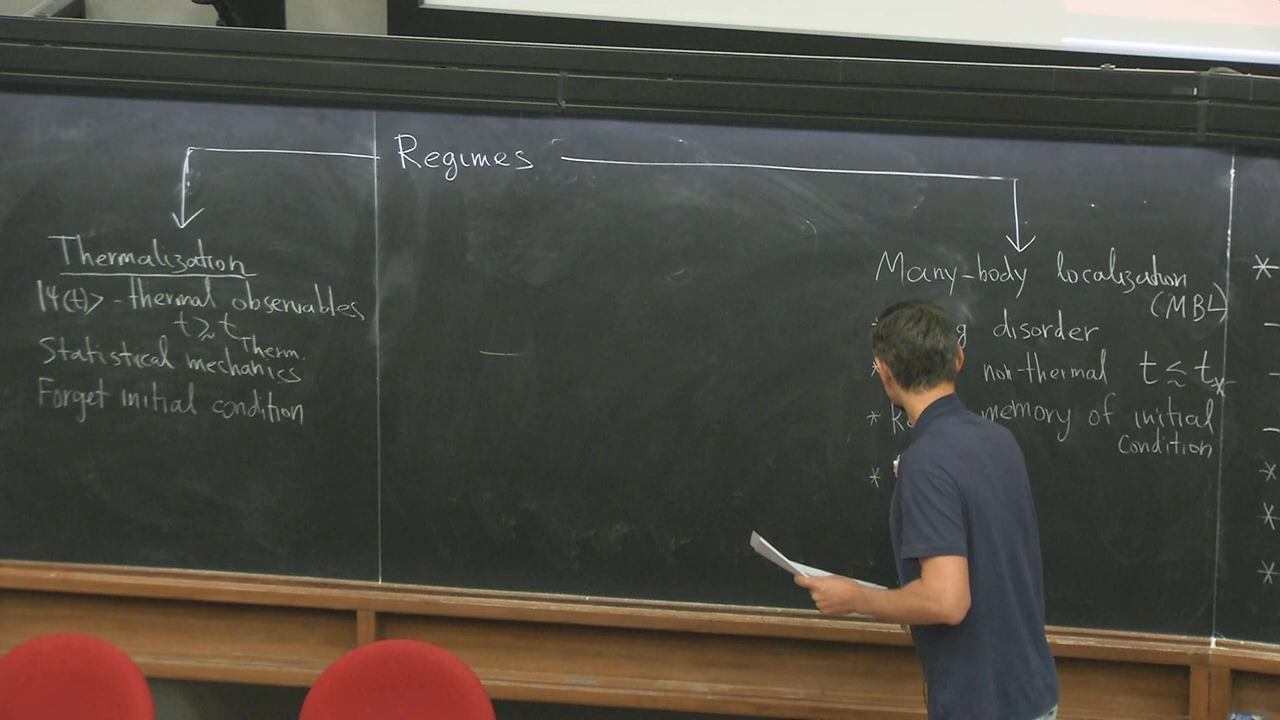 Regimes
Thermalization
|Ψ(t)> - thermal observables
t ≳ t Therm.
Statistical mechanics
Forget initial condition
Many-body localization
(MBL)
disorder
* non-thermal t ≲ t*
* memory of initial
condition
*
*
-
-
-
*
*
*